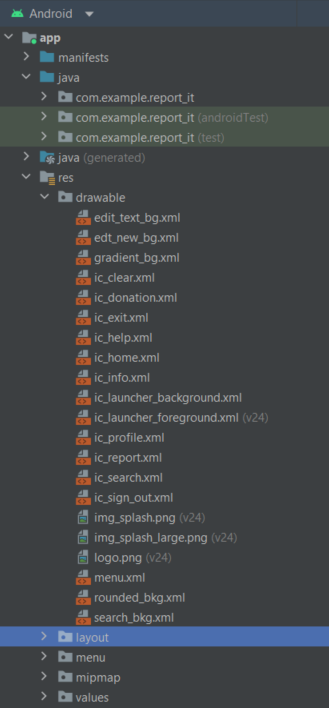 Android
app
manifests
java
com.example.report_it
com.example.report_it (androidTest)
com.example.report_it (test)
java (generated)
res
drawable
edit_text_bg.xml
edt_new_bg.xml
gradient_bg.xml
ic_clear.xml
ic_donation.xml
ic_exit.xml
ic_help.xml
ic_home.xml
ic_info.xml
ic_launcher_background.xml
ic_launcher_foreground.xml (v24)
ic_profile.xml
ic_report.xml
ic_search.xml
ic_sign_out.xml
img_splash.png (v24)
img_splash_large.png (v24)
logo.png (v24)
menu.xml
rounded_bkg.xml
search_bkg.xml
layout
menu
mipmap
values